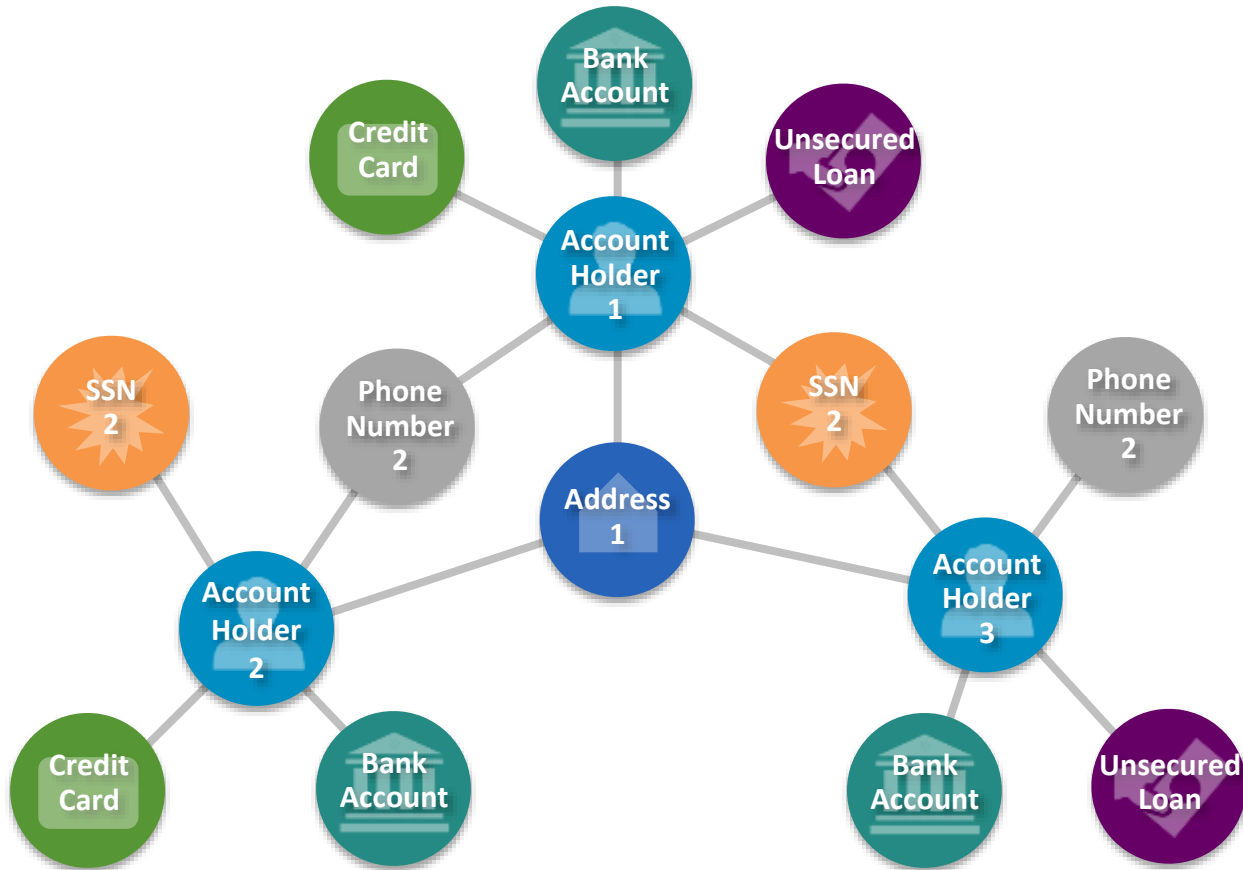 Bank
Account
Credit
Card
Unsecured
Loan
Account
Holder
1
SSN
2
Phone
Number
2
SSN
2
Phone
Number
2
Address
1
Account
Holder
2
Account
Holder
3
Credit
Card
Bank
Account
Bank
Account
Unsecured
Loan